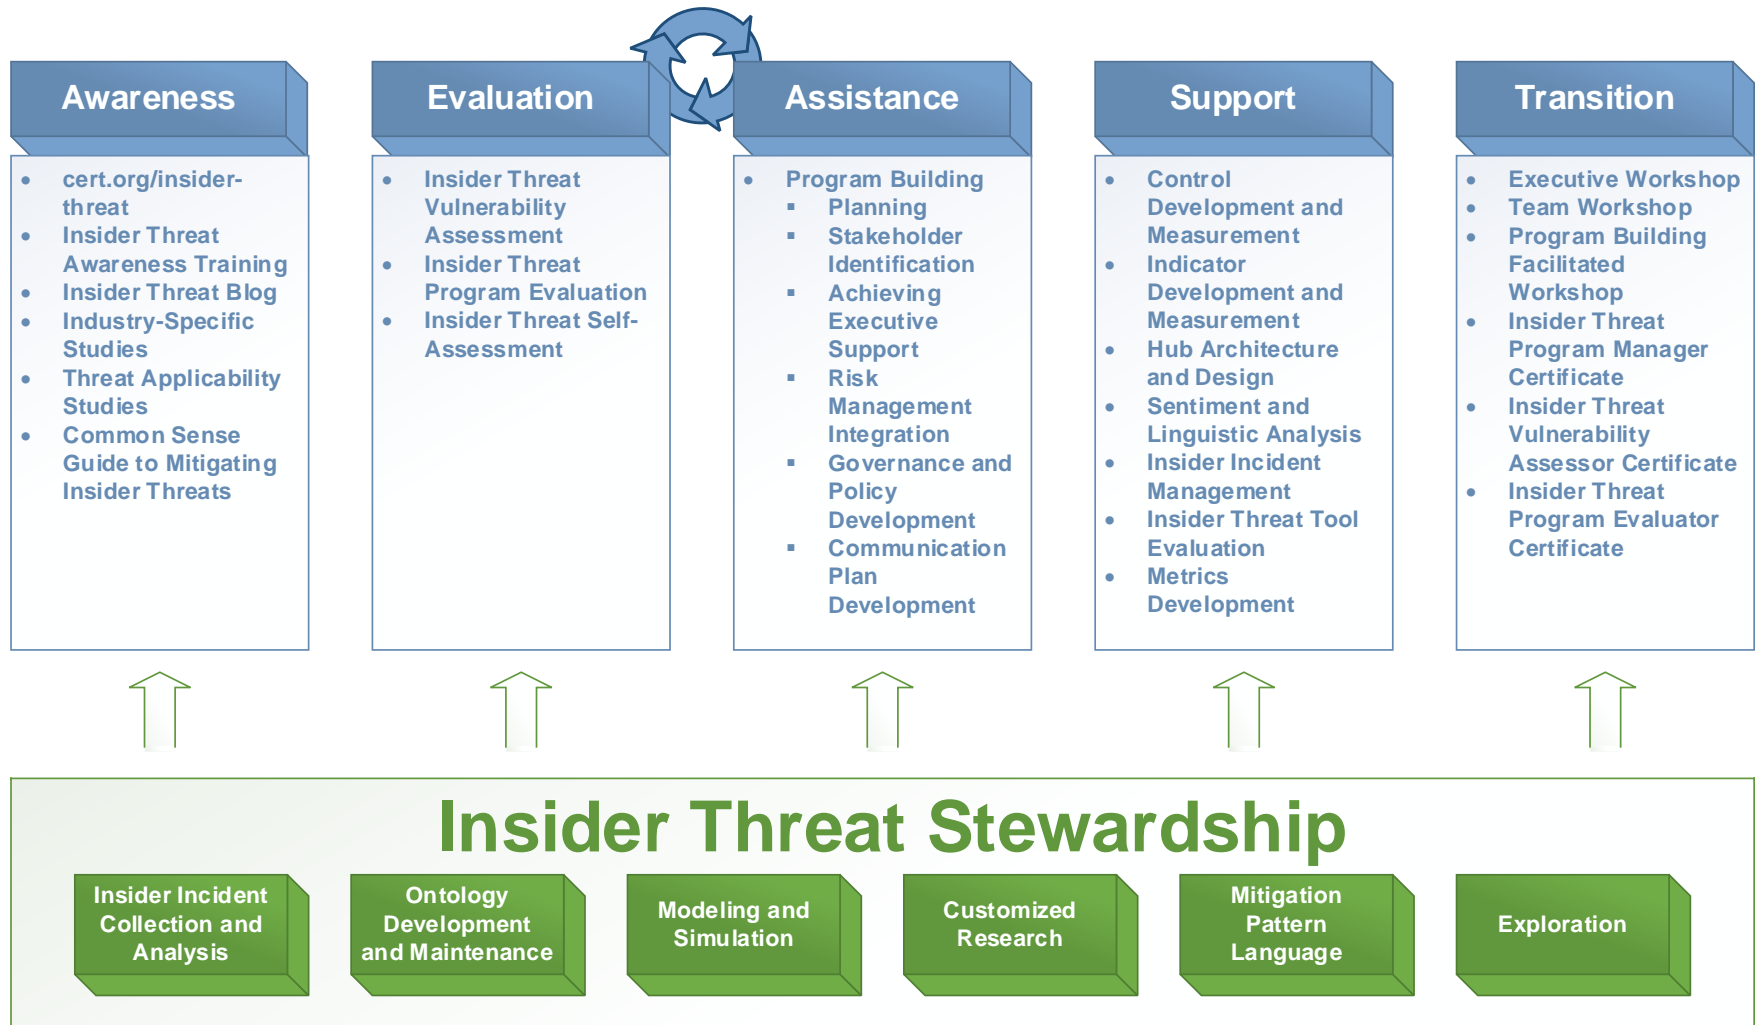 Awareness
cert.org/insider-
threat
Insider Threat
Awareness Training
Insider Threat Blog
Industry-Specific
Studies
Threat Applicability
Studies
Common Sense
Guide to Mitigating
Insider Threats
Evaluation
Insider Threat
Vulnerability
Assessment
Insider Threat
Program Evaluation
Insider Threat Self-
Assessment
Assistance
Program Building
Planning
Stakeholder
Identification
Achieving
Executive
Support
Risk
Management
Integration
Governance and
Policy
Development
Communication
Plan
Development
Support
Control
Development and
Measurement
Indicator
Development and
Measurement
Hub Architecture
and Design
Sentiment and
Linguistic Analysis
Insider Incident
Management
Insider Threat Tool
Evaluation
Metrics
Development
Transition
Executive Workshop
Team Workshop
Program Building
Facilitated
Workshop
Insider Threat
Program Manager
Certificate
Insider Threat
Vulnerability
Assessor Certificate
Insider Threat
Program Evaluator
Certificate
Insider Threat Stewardship
Insider Incident
Collection and
Analysis
Ontology
Development
and Maintenance
Modeling and
Simulation
Customized
Research
Mitigation
Pattern
Language
Exploration